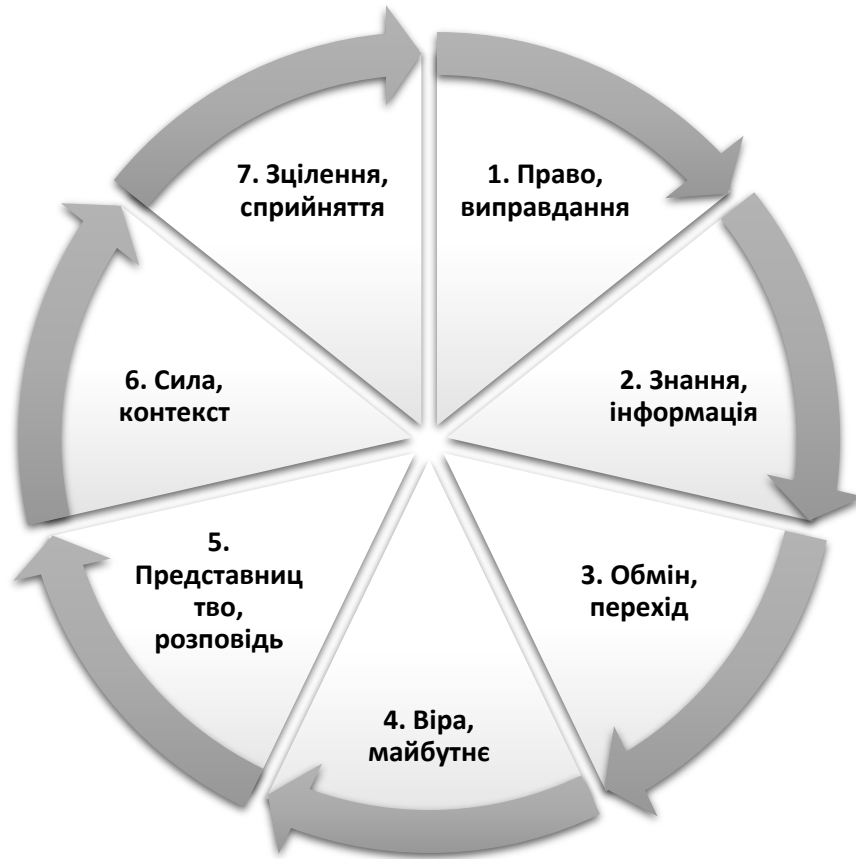 1. Право,
виправдання
2. Знання,
інформація
3. Обмін,
перехід
4. Віра,
майбутнє
5.
Представниц
тво,
розповідь
6. Сила,
контекст
7. Зцілення,
сприйняття